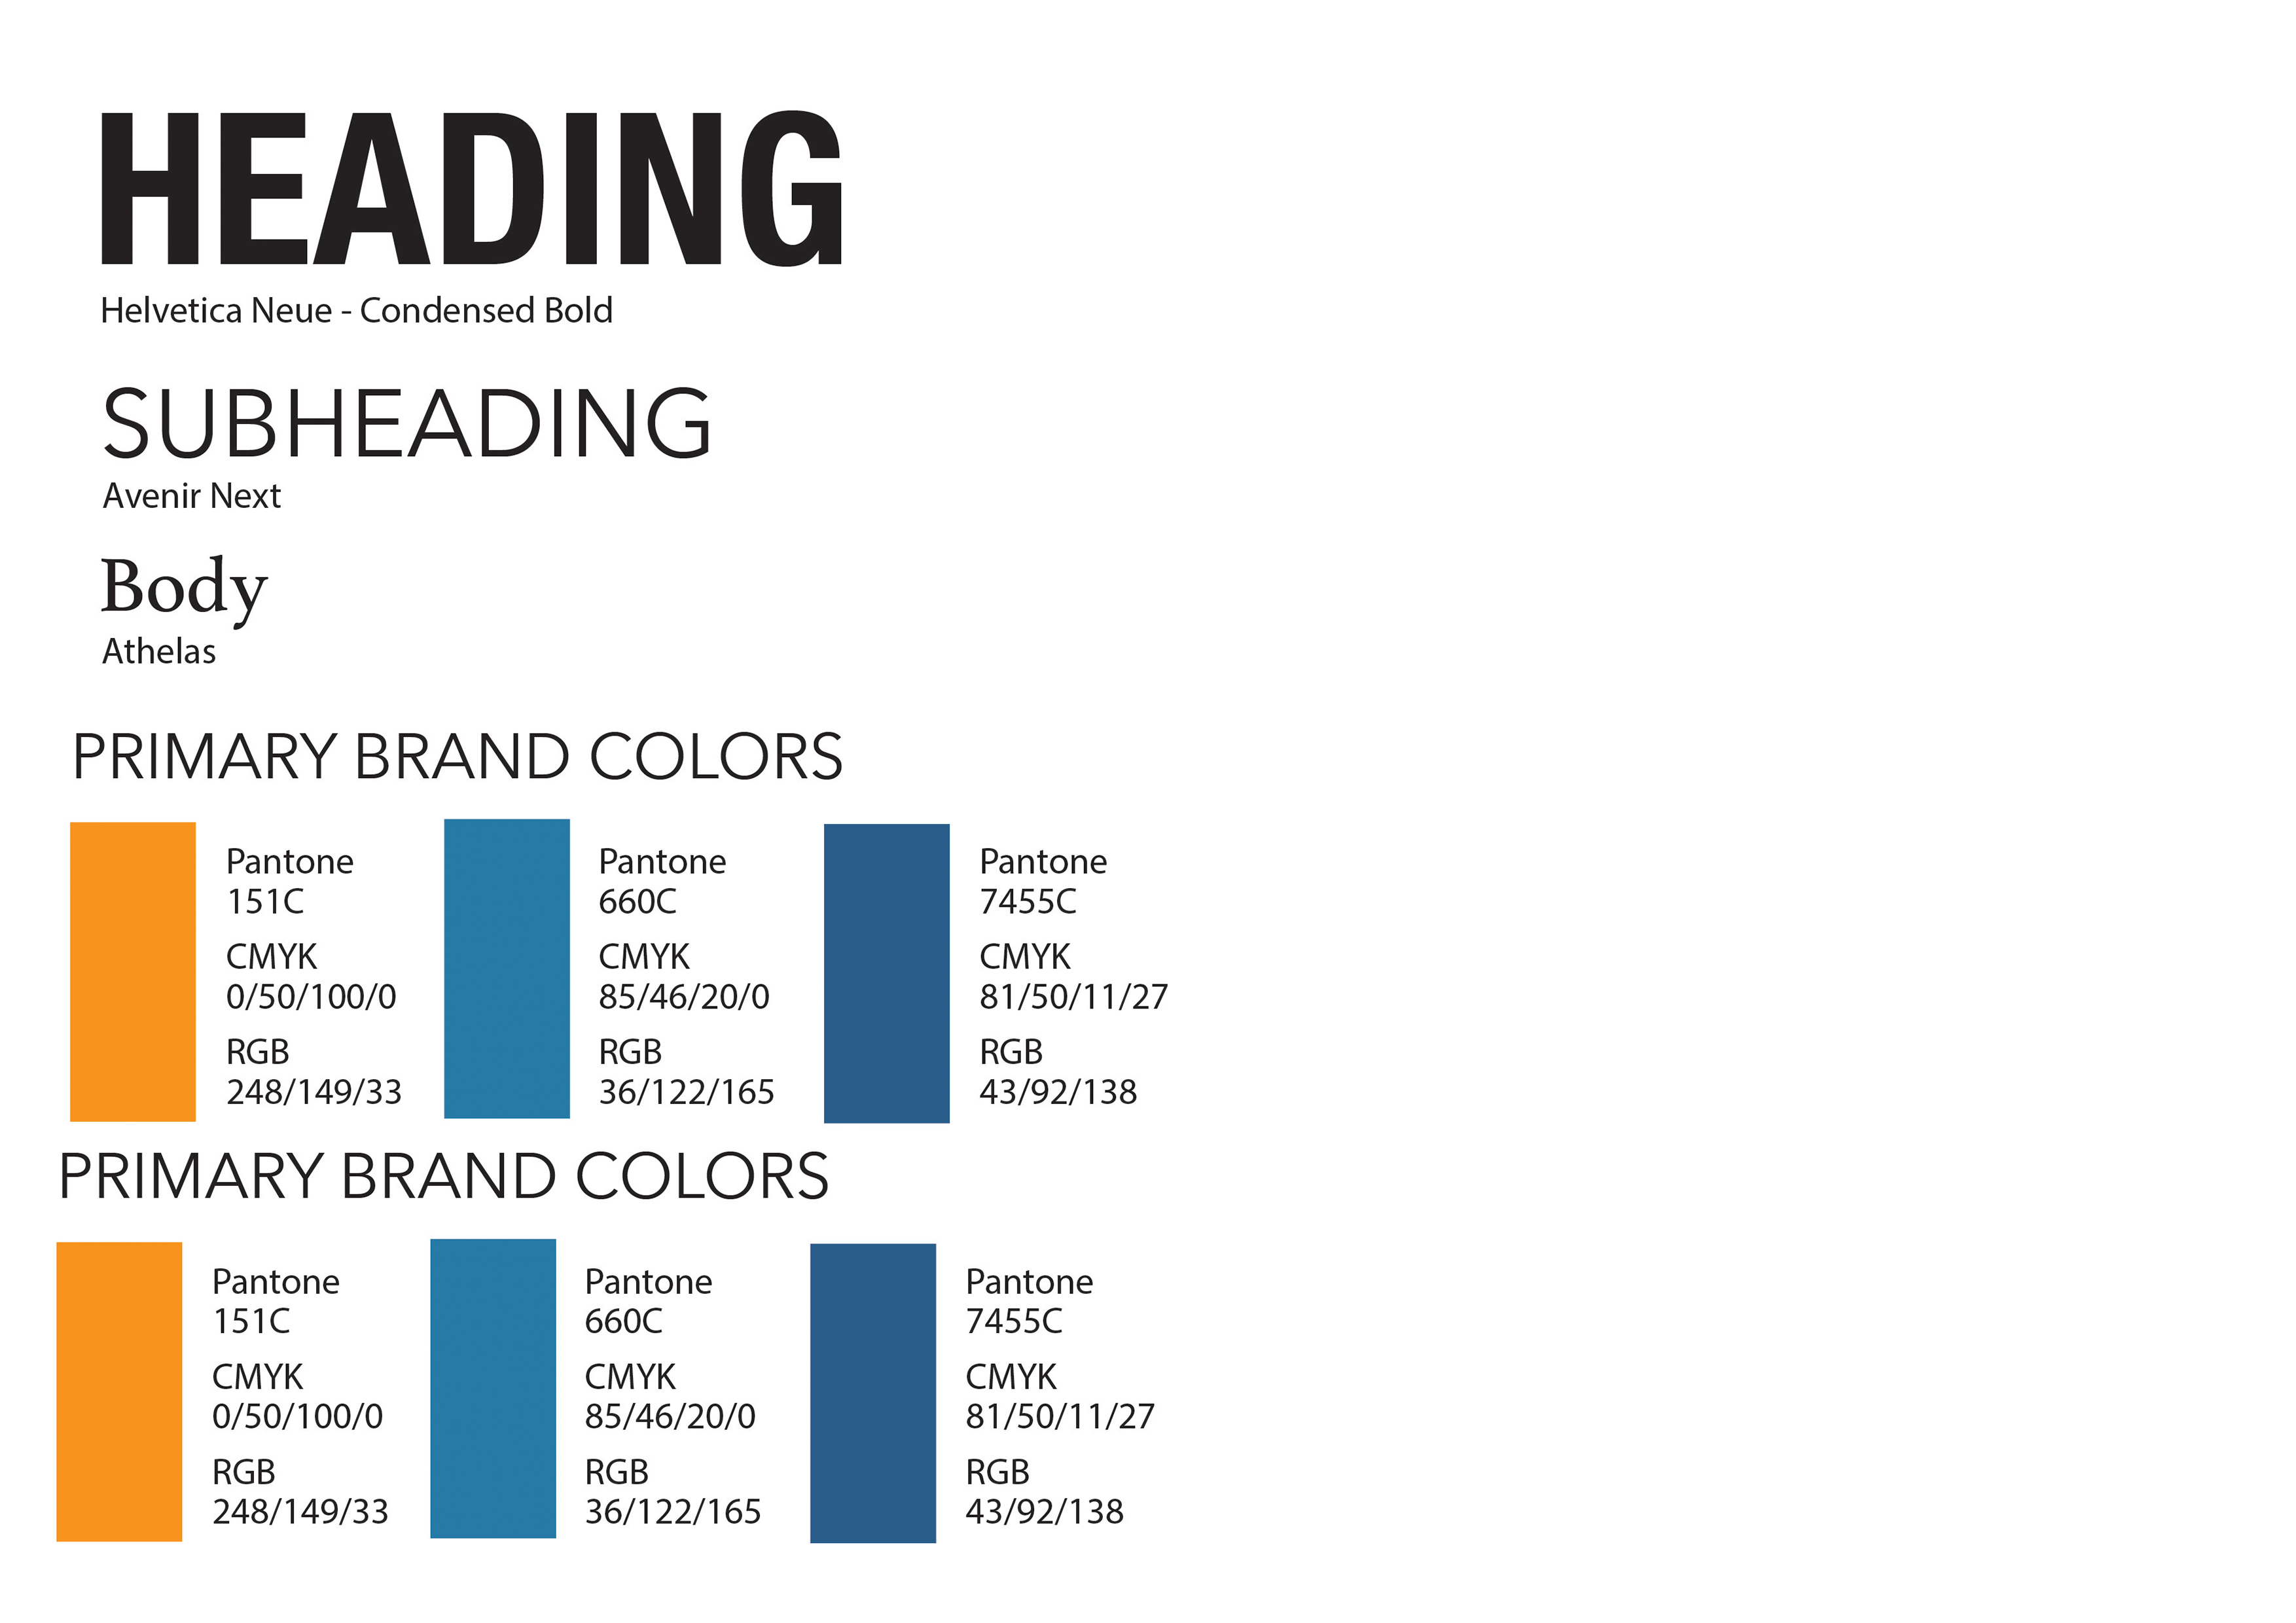 HEADING
Helvetica Neue - Condensed Bold
SUBHEADING
Avenir Next
Body
Athelas
PRIMARY BRAND COLORS
Pantone
151C
CMYK
0/50/100/0
RGB
248/149/33
Pantone
660C
CMYK
85/46/20/0
RGB
36/122/165
Pantone
7455C
CMYK
81/50/11/27
RGB
43/92/138
PRIMARY BRAND COLORS
Pantone
151C
CMYK
0/50/100/0
RGB
248/149/33
Pantone
660C
CMYK
85/46/20/0
RGB
36/122/165
Pantone
7455C
CMYK
81/50/11/27
RGB
43/92/138